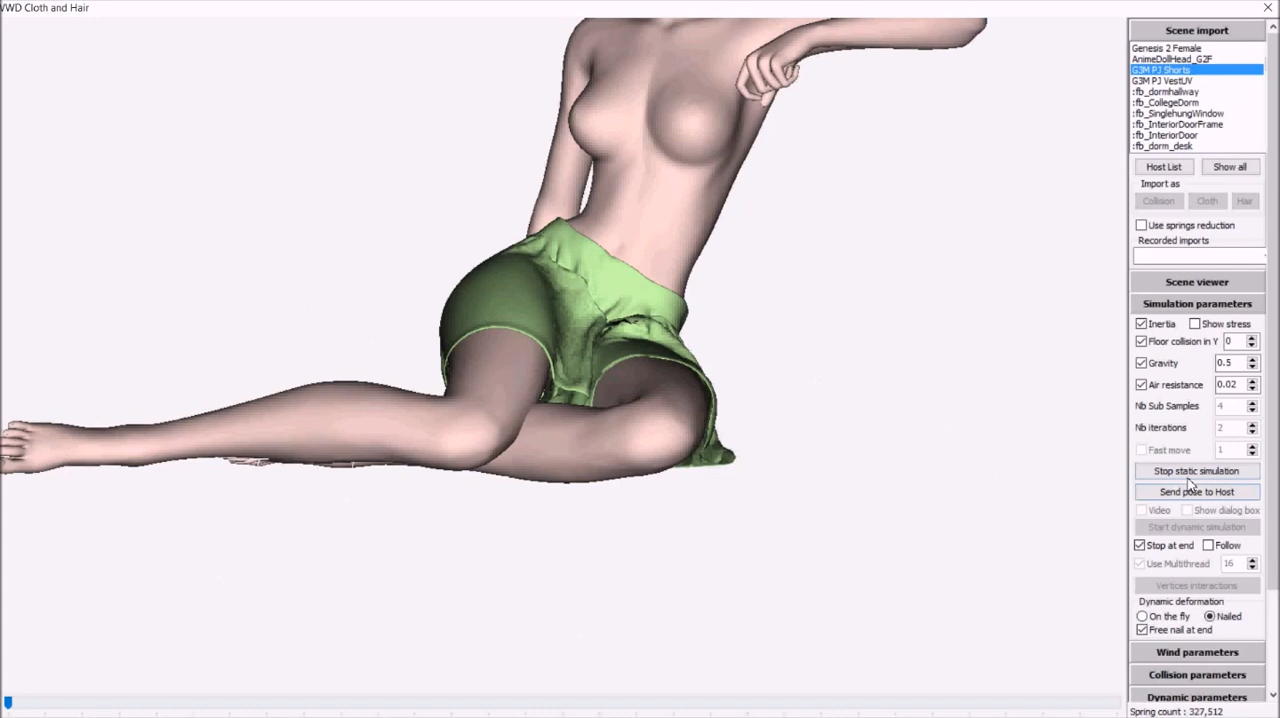 VWD Cloth and Hair
Scene import
Genesis 2 Female
AnimeDollHead_G2F
G3M PJ Shorts
G3M PJ VestUV
:fb_dormhallway
:fb_CollegeDorm
:fb_SinglehungWindow
:fb_InteriorDoorFrame
:fb_InteriorDoor
:fb_dorm_desk
Host List Show all
Import as
Collision Cloth Hair
Use springs reduction
Recorded imports
Scene viewer
Simulation parameters
Inertia Show stress
Floor collision in Y 0
Gravity 0.5
Air resistance 0.02
Nb Sub Samples 4
Nb iterations 2
Fast move 1
Stop static simulation
Send pose to Host
Video Show dialog box
Start dynamic simulation
Stop at end Follow
Use Multithread 16
Vertices interactions
Dynamic deformation
On the fly Nailed
Free nail at end
Wind parameters
Collision parameters
Dynamic parameters
Spring count : 327,512